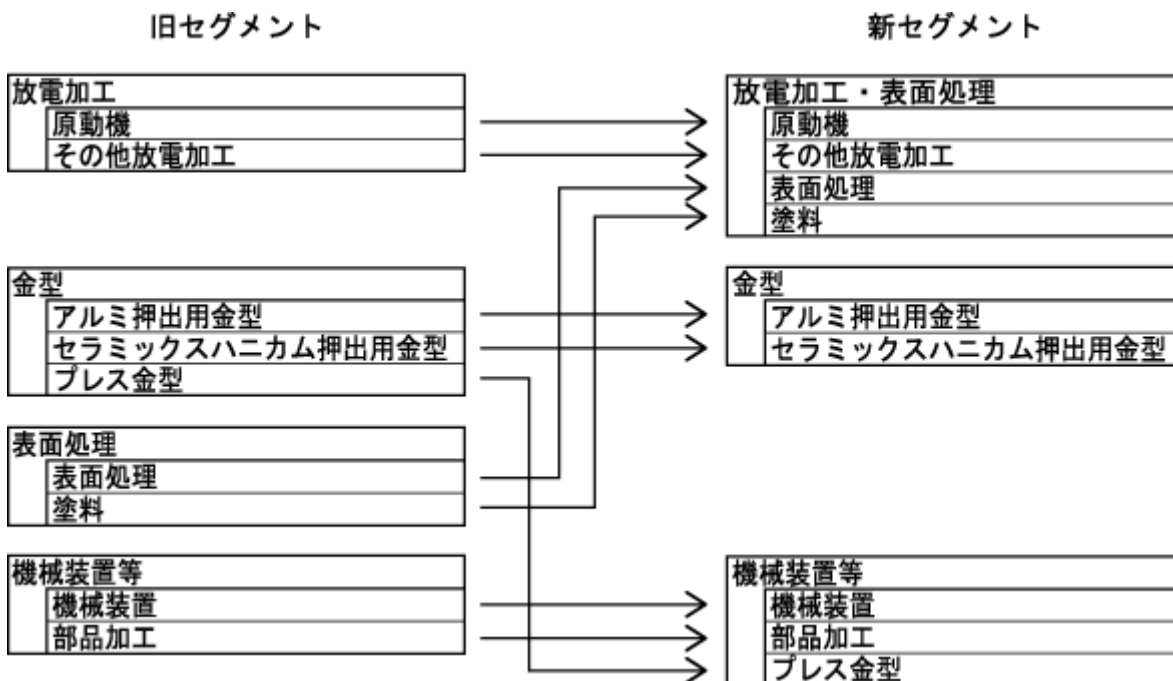 旧セグメント
放電加工
原動機
その他放電加工
金型
アルミ押出用金型
セラミックスハニカム押出用金型
プレス金型
表面処理
表面処理
塗料
機械装置等
機械装置
部品加工
新セグメント
放電加工・表面処理
原動機
その他放電加工
表面処理
塗料
金型
アルミ押出用金型
セラミックスハニカム押出用金型
機械装置等
機械装置
部品加工
プレス金型